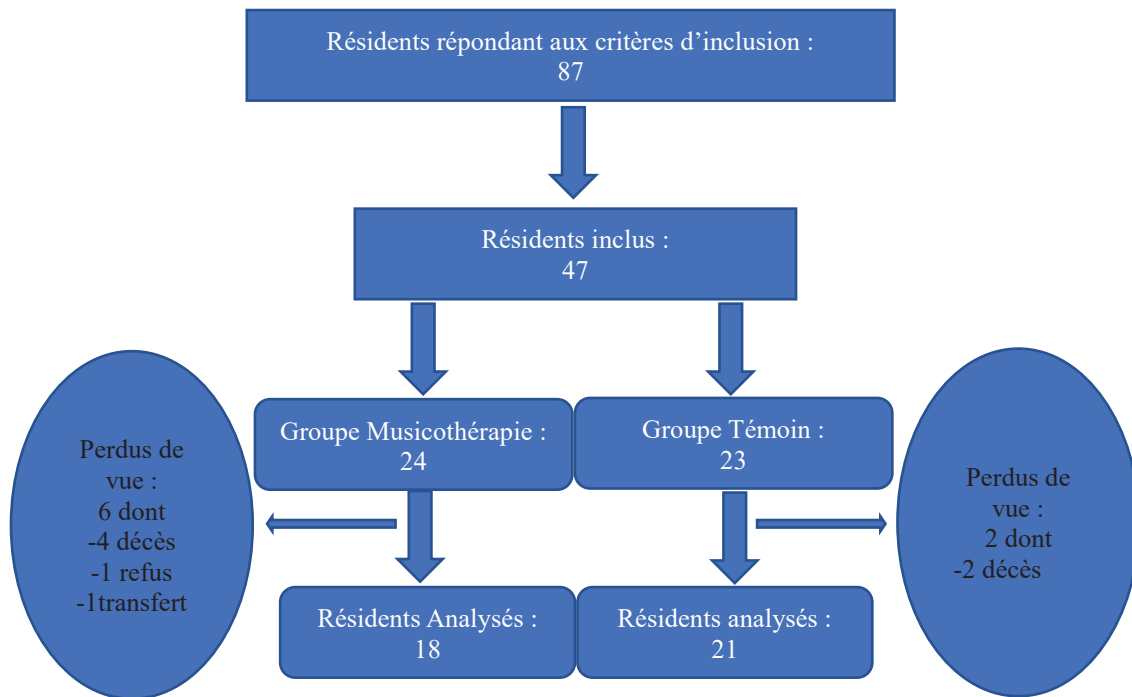 Résidents répondant aux critères d’inclusion :
87
Résidents inclus :
47
Groupe Musicothérapie :
24
Groupe Témoin :
23
Perdus de
vue :
6 dont
-4 décès
-1 refus
-1transfert
Perdus de
vue :
2 dont
-2 décès
Résidents Analysés :
18
Résidents analysés :
21